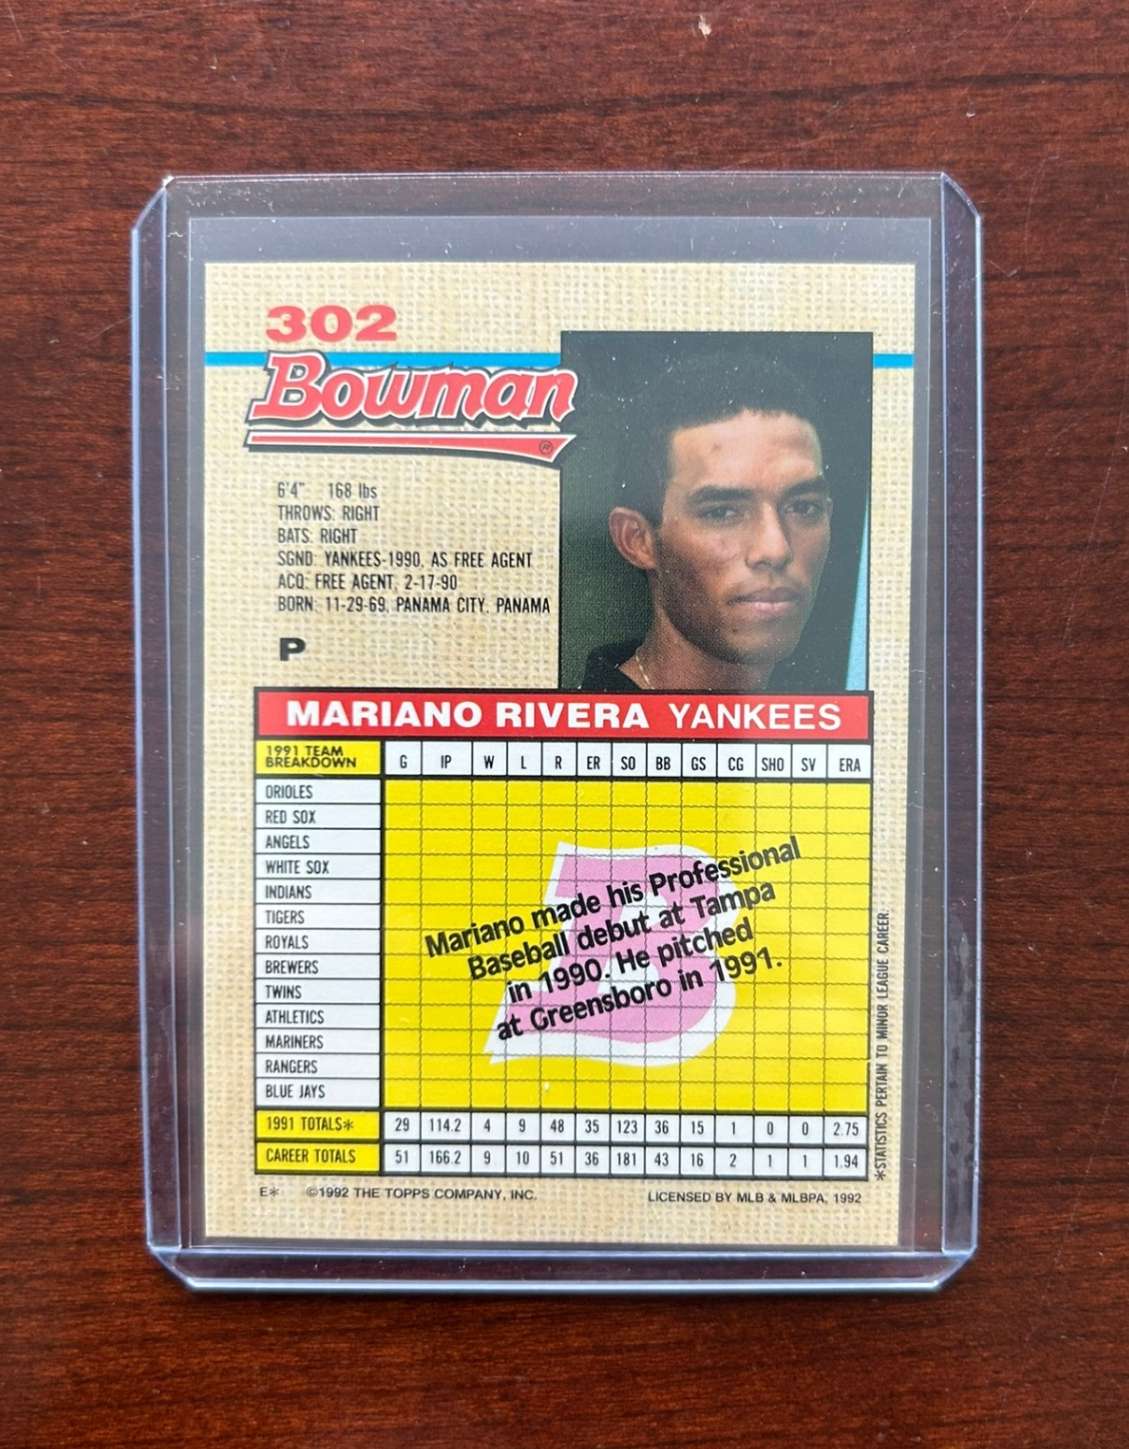 302
Bowman
®
6'4" 168 lbs
THROWS: RIGHT
BATS: RIGHT
SGND: YANKEES-1990, AS FREE AGENT
ACQ: FREE AGENT, 2-17-90
BORN: 11-29-69, PANAMA CITY, PANAMA
P
MARIANO RIVERA YANKEES
1991 TEAM
BREAKDOWN G IP W L R ER SO BB GS CG SHO SV ERA
ORIOLES
RED SOX
ANGELS
WHITE SOX
INDIANS
TIGERS
ROYALS
BREWERS
TWINS
ATHLETICS
MARINERS
RANGERS
BLUE JAYS
B
Mariano made his Professional
Baseball debut at Tampa
in 1990. He pitched
at Greensboro in 1991.
1991 TOTALS* 29 114.2 4 9 48 35 123 36 15 1 0 0 2.75
CAREER TOTALS 51 166.2 9 10 51 36 181 43 16 2 1 1 1.94
*STATISTICS PERTAIN TO MINOR LEAGUE CAREER.
E* ©1992 THE TOPPS COMPANY, INC. LICENSED BY MLB & MLBPA, 1992